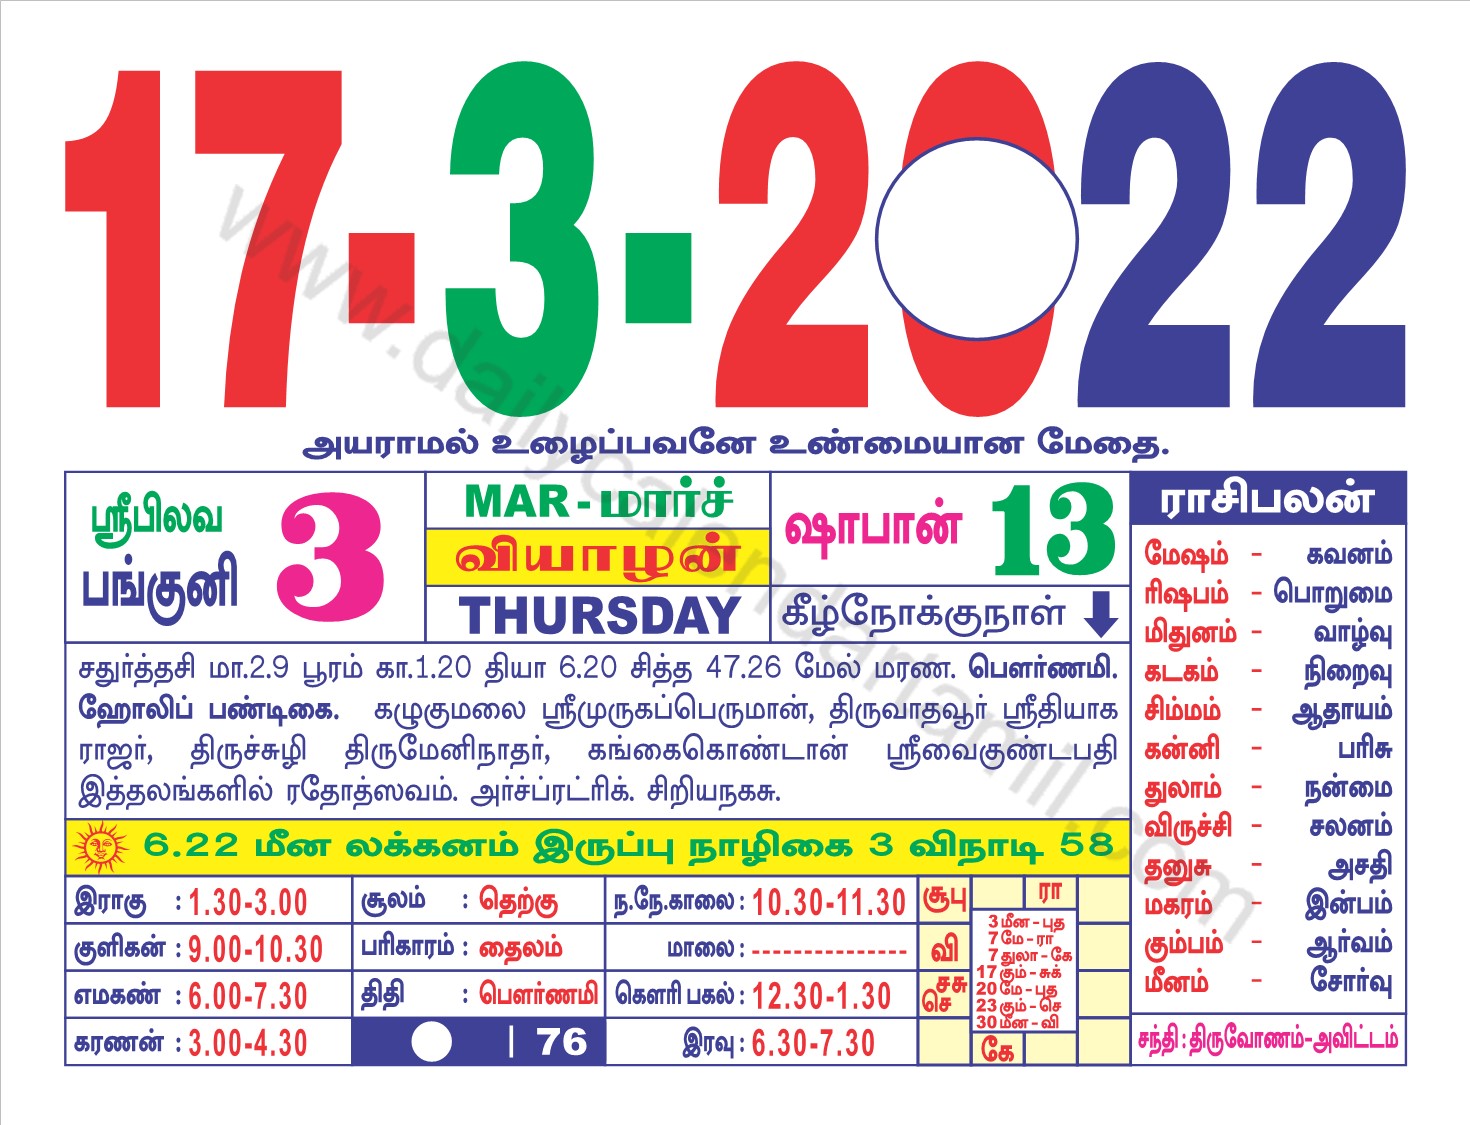 17-3-2022
அயராமல் உழைப்பவனே உண்மையான மேதை.
ஸ்ரீபிலவ
பங்குனி 3
MAR - மார்ச்
வியாழன்
THURSDAY
ஷாபான் 13
கீழ்நோக்குநாள்
சதுர்த்தசி மா.2.9 பூரம் கா.1.20 தியா 6.20 சித்த 47.26 மேல் மரண. பௌர்ணமி.
ஹோலிப் பண்டிகை. கழுகுமலை ஸ்ரீமுருகப்பெருமான், திருவாதவூர் ஸ்ரீதியாக
ராஜர், திருச்சுழி திருமேனிநாதர், கங்கைகொண்டான் ஸ்ரீவைகுண்டபதி
இத்தலங்களில் ரதோத்ஸவம். அர்ச்ப்ரட்ரிக். சிறியநகசு.
6.22 மீன லக்கனம் இருப்பு நாழிகை 3 விநாடி 58
இராகு : 1.30-3.00
குளிகன் : 9.00-10.30
எமகண் : 6.00-7.30
கரணன் : 3.00-4.30
சூலம் : தெற்கு
பரிகாரம் : தைலம்
திதி : பௌர்ணமி
| 76
ந.நே.காலை : 10.30-11.30
மாலை : ---------------
கௌரி பகல் : 12.30-1.30
இரவு : 6.30-7.30
சூபு
ரா
வி
சசு
செ
கே
3 மீன - புத
7 மே - ரா
7 துலா - கே
17 கும் - சுக்
20 மே - புத
23 கும் - செ
30 மீன - வி
ராசிபலன்
மேஷம் - கவனம்
ரிஷபம் - பொறுமை
மிதுனம் - வாழ்வு
கடகம் - நிறைவு
சிம்மம் - ஆதாயம்
கன்னி - பரிசு
துலாம் - நன்மை
விருச்சி - சலனம்
தனுசு - அசதி
மகரம் - இன்பம்
கும்பம் - ஆர்வம்
மீனம் - சோர்வு
சந்தி : திருவோணம்-அவிட்டம்
www.dailycalendartamil.com